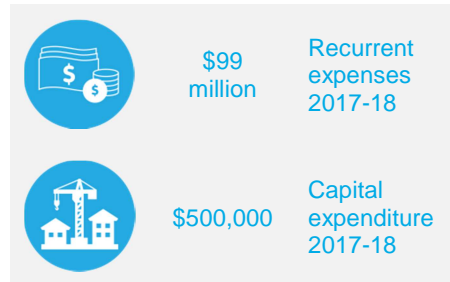 $99
million
Recurrent
expenses
2017-18
$500,000
Capital
expenditure
2017-18